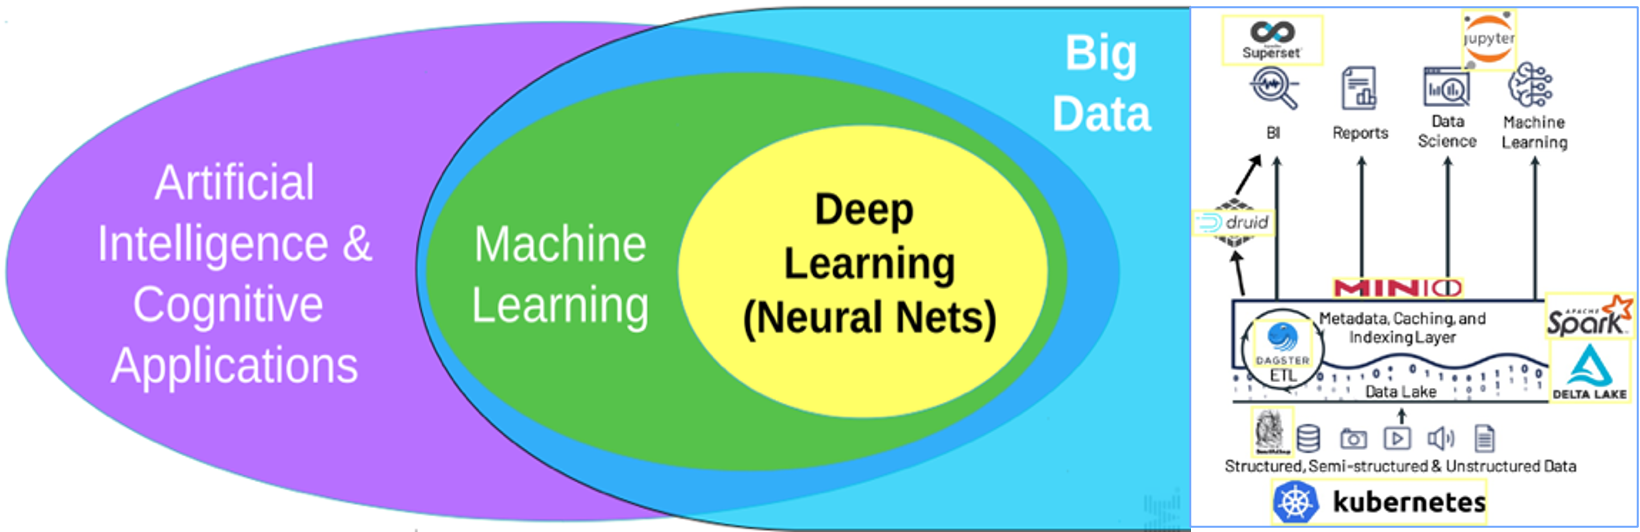 Artificial
Intelligence &
Cognitive
Applications
Machine
Learning
Deep
Learning
(Neural Nets)
Big
Data
Superset
jupyter
BI
Reports
Data
Science
Machine
Learning
druid
MINIO
Metadata, Caching, and
Indexing Layer
APACHE
Spark
DAGSTER
ETL
Data Lake
DELTA LAKE
Structured, Semi-structured & Unstructured Data
kubernetes